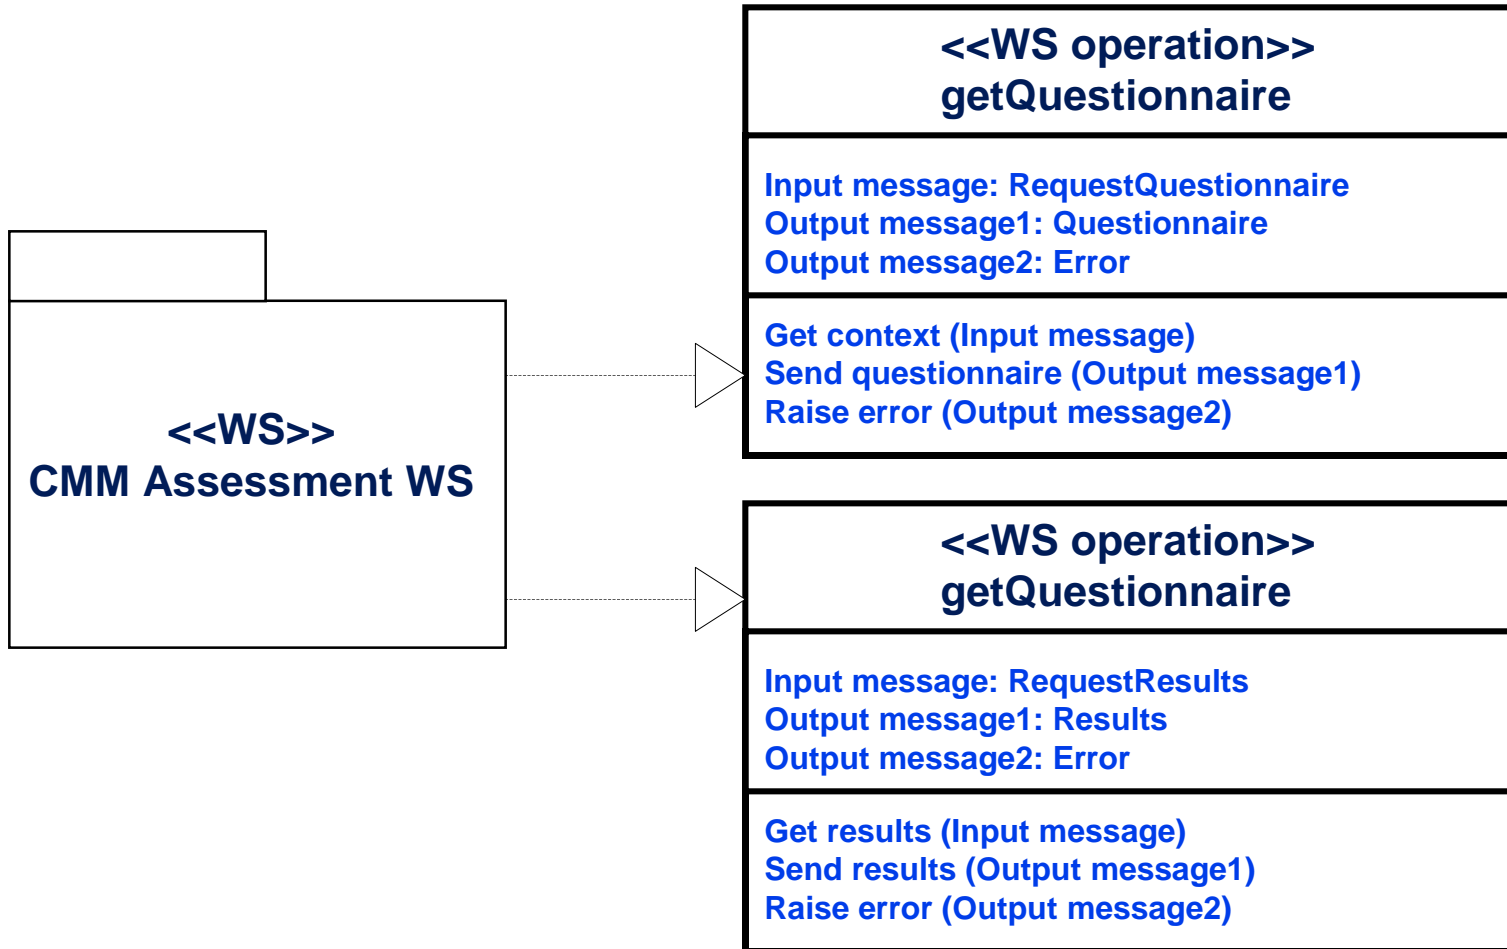 <<WS operation>>
getQuestionnaire
Input message: RequestQuestionnaire
Output message1: Questionnaire
Output message2: Error
Get context (Input message)
Send questionnaire (Output message1)
Raise error (Output message2)
<<WS>>
CMM Assessment WS
<<WS operation>>
getQuestionnaire
Input message: RequestResults
Output message1: Results
Output message2: Error
Get results (Input message)
Send results (Output message1)
Raise error (Output message2)